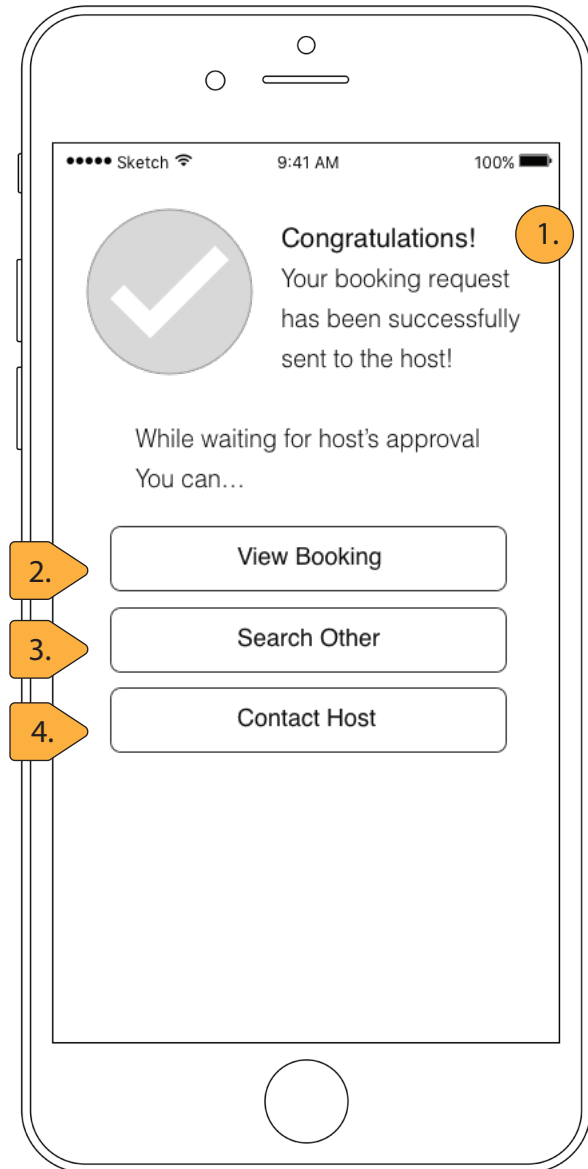 ●●●●● Sketch 9:41 AM 100%
Congratulations!
1.
Your booking request
has been successfully
sent to the host!
While waiting for host’s approval
You can…
2.
View Booking
3.
Search Other
4.
Contact Host